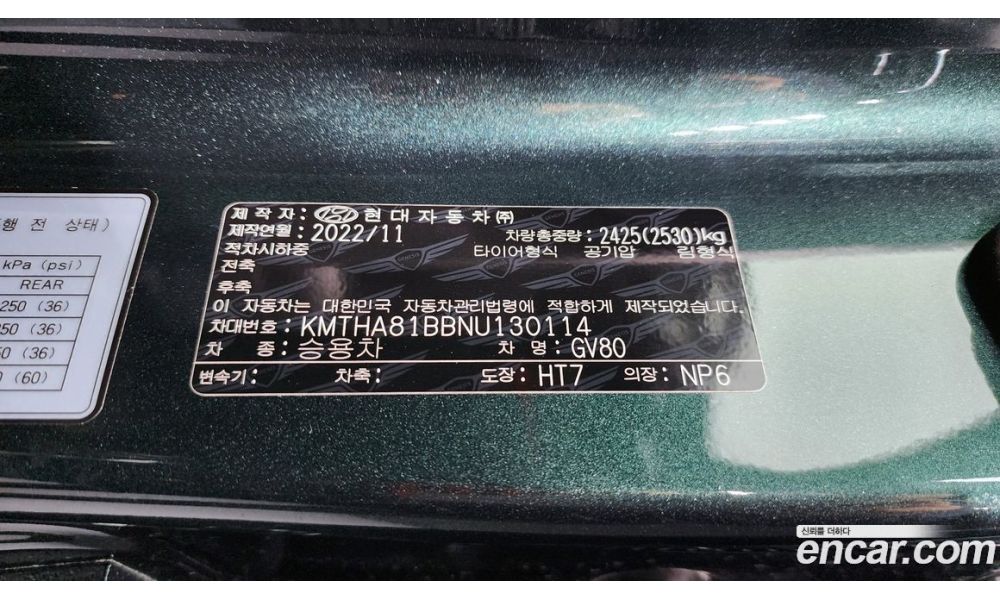 행 전 상태)
kPa (psi)
REAR
250 (36)
250 (36)
50 (36)
0 (60)
제 작 자 : 현대자동차㈜
제작연월 : 2022/11 차량총중량 : 2425(2530)kg
적차시하중 타이어형식 공기압 림형식
전축
후축
GENESIS
이 자동차는 대한민국 자동차관리법령에 적합하게 제작되었습니다.
차대번호 : KMTHA81BBNU130114
차 종 : 승용차 차 명 : GV80
변속기 : 차축 : 도장 : HT7 의장 : NP6
신뢰를 더하다
encar.com